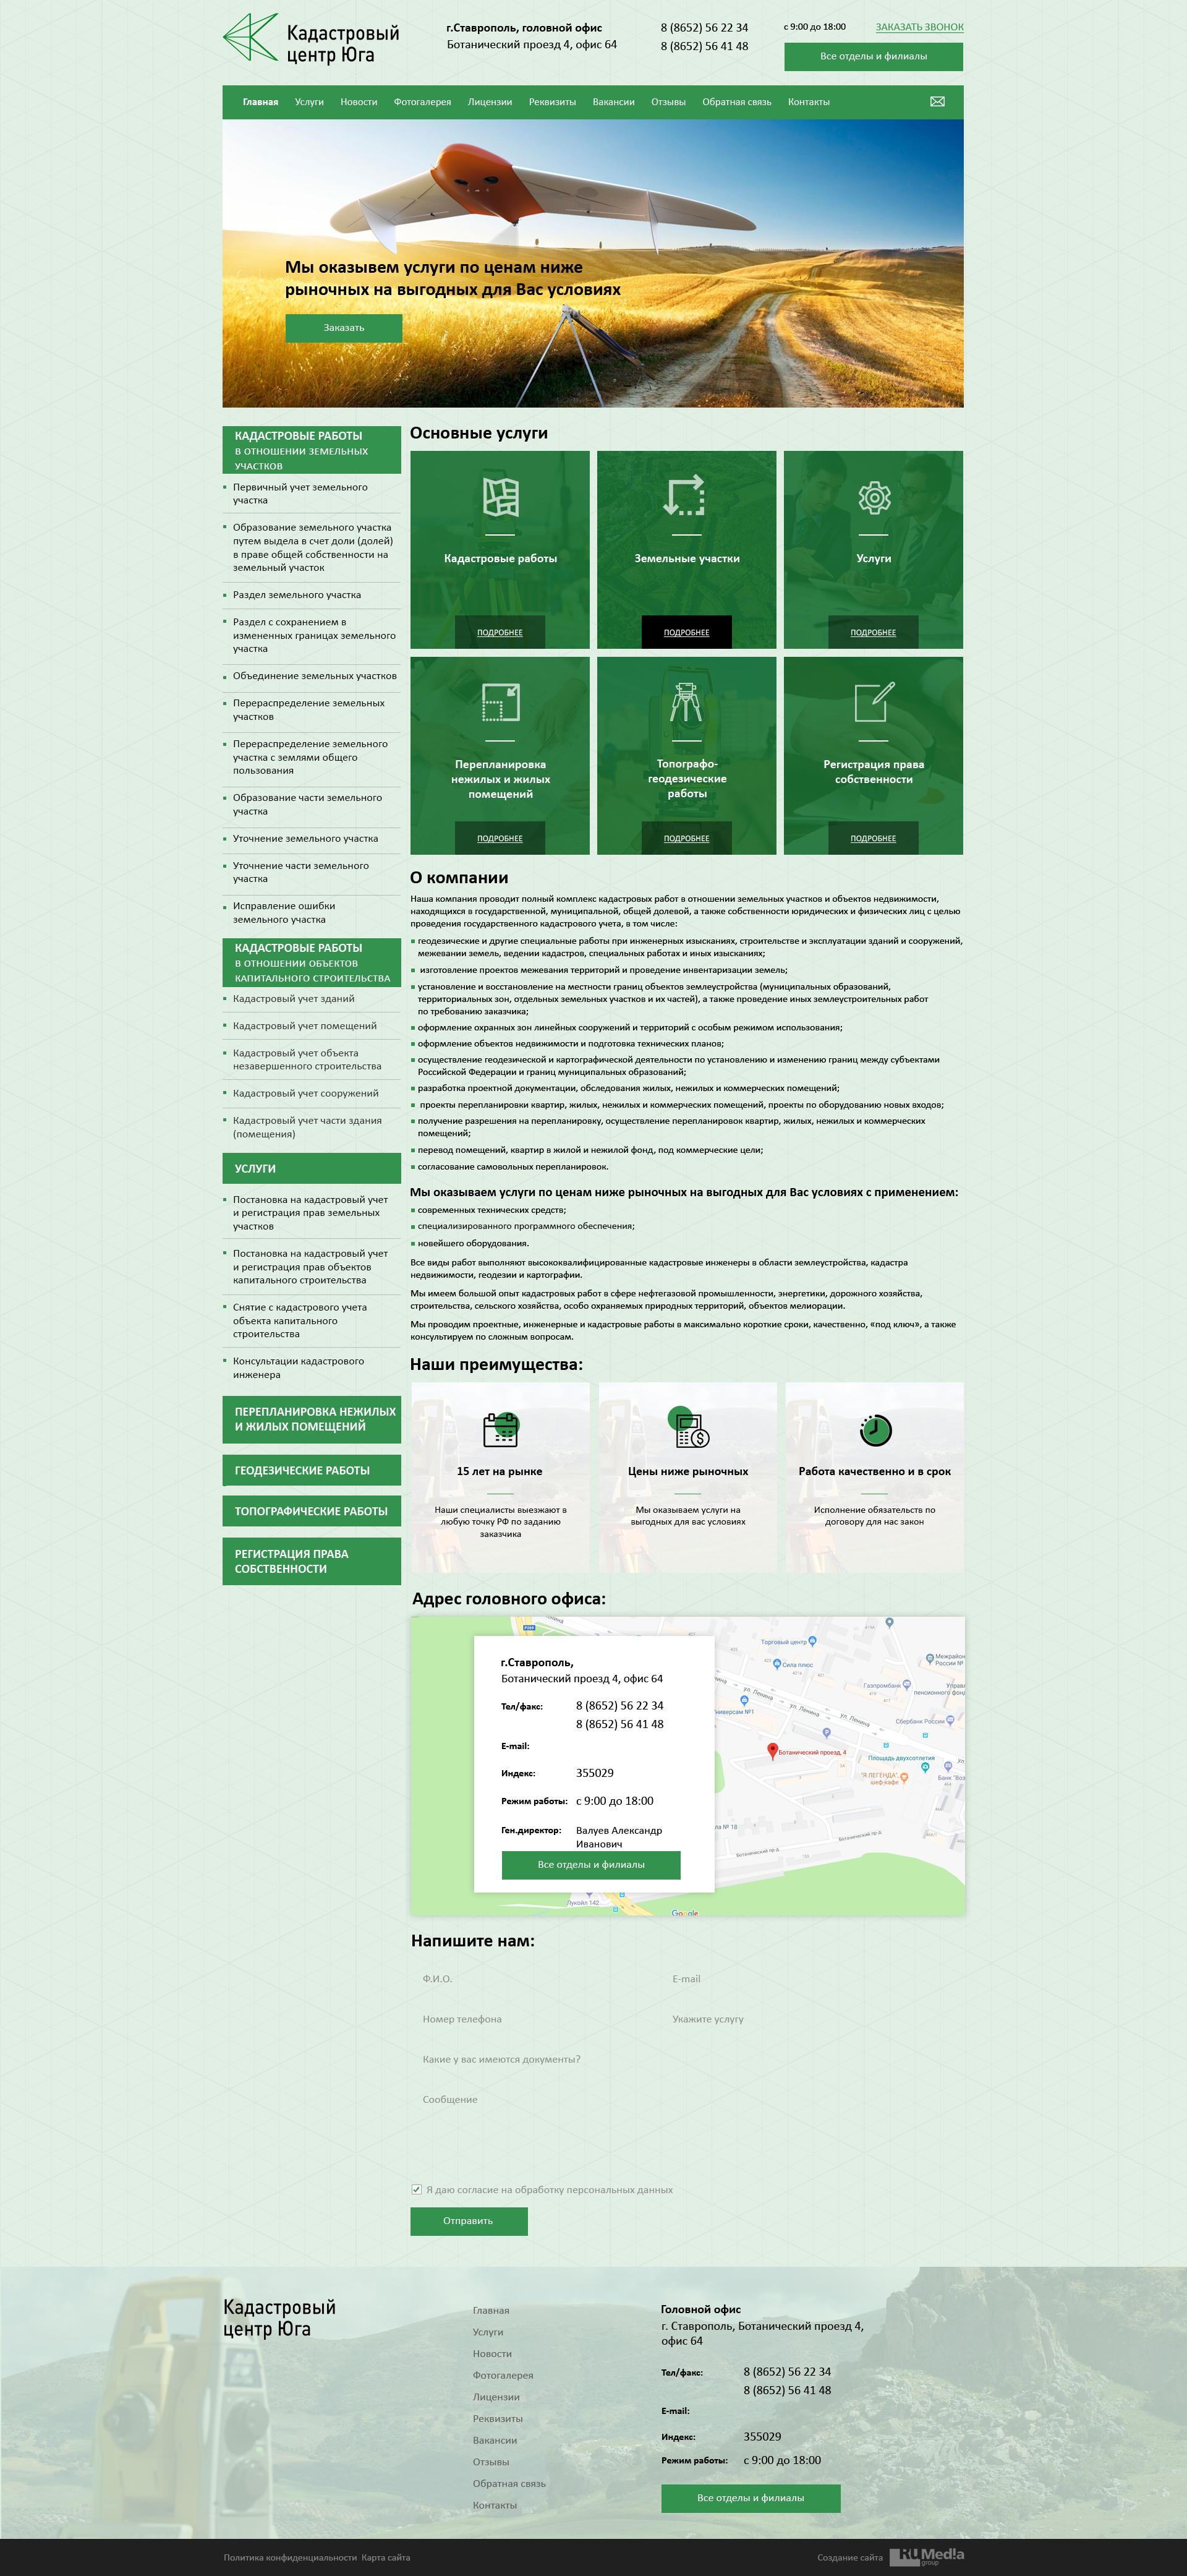 Кадастровый
центр Юга
г.Ставрополь, головной офис
Ботанический проезд 4, офис 64
8 (8652) 56 22 34
8 (8652) 56 41 48
с 9:00 до 18:00
ЗАКАЗАТЬ ЗВОНОК
Все отделы и филиалы
Главная Услуги Новости Фотогалерея Лицензии Реквизиты Вакансии Отзывы Обратная связь Контакты
Мы оказывем услуги по ценам ниже
рыночных на выгодных для Вас условиях
Заказать
КАДАСТРОВЫЕ РАБОТЫ
В ОТНОШЕНИИ ЗЕМЕЛЬНЫХ
УЧАСТКОВ
Первичный учет земельного
участка
Образование земельного участка
путем выдела в счет доли (долей)
в праве общей собственности на
земельный участок
Раздел земельного участка
Раздел с сохранением в
измененных границах земельного
участка
Объединение земельных участков
Перераспределение земельных
участков
Перераспределение земельного
участка с землями общего
пользования
Образование части земельного
участка
Уточнение земельного участка
Уточнение части земельного
участка
Исправление ошибки
земельного участка
КАДАСТРОВЫЕ РАБОТЫ
В ОТНОШЕНИИ ОБЪЕКТОВ
КАПИТАЛЬНОГО СТРОИТЕЛЬСТВА
Кадастровый учет зданий
Кадастровый учет помещений
Кадастровый учет объекта
незавершенного строительства
Кадастровый учет сооружений
Кадастровый учет части здания
(помещения)
УСЛУГИ
Постановка на кадастровый учет
и регистрация прав земельных
участков
Постановка на кадастровый учет
и регистрация прав объектов
капитального строительства
Снятие с кадастрового учета
объекта капитального
строительства
Консультации кадастрового
инженера
ПЕРЕПЛАНИРОВКА НЕЖИЛЫХ
И ЖИЛЫХ ПОМЕЩЕНИЙ
ГЕОДЕЗИЧЕСКИЕ РАБОТЫ
ТОПОГРАФИЧЕСКИЕ РАБОТЫ
РЕГИСТРАЦИЯ ПРАВА
СОБСТВЕННОСТИ
Основные услуги
Кадастровые работы
ПОДРОБНЕЕ
Земельные участки
ПОДРОБНЕЕ
Услуги
ПОДРОБНЕЕ
Перепланировка
нежилых и жилых
помещений
ПОДРОБНЕЕ
Топографо-
геодезические
работы
ПОДРОБНЕЕ
Регистрация права
собственности
ПОДРОБНЕЕ
О компании
Наша компания проводит полный комплекс кадастровых работ в отношении земельных участков и объектов недвижимости,
находящихся в государственной, муниципальной, общей долевой, а также собственности юридических и физических лиц с целью
проведения государственного кадастрового учета, в том числе:
геодезические и другие специальные работы при инженерных изысканиях, строительстве и эксплуатации зданий и сооружений,
межевании земель, ведении кадастров, специальных работах и иных изысканиях;
изготовление проектов межевания территорий и проведение инвентаризации земель;
установление и восстановление на местности границ объектов землеустройства (муниципальных образований,
территориальных зон, отдельных земельных участков и их частей), а также проведение иных землеустроительных работ
по требованию заказчика;
оформление охранных зон линейных сооружений и территорий с особым режимом использования;
оформление объектов недвижимости и подготовка технических планов;
осуществление геодезической и картографической деятельности по установлению и изменению границ между субъектами
Российской Федерации и границ муниципальных образований;
разработка проектной документации, обследования жилых, нежилых и коммерческих помещений;
проекты перепланировки квартир, жилых, нежилых и коммерческих помещений, проекты по оборудованию новых входов;
получение разрешения на перепланировку, осуществление перепланировок квартир, жилых, нежилых и коммерческих
помещений;
перевод помещений, квартир в жилой и нежилой фонд, под коммерческие цели;
согласование самовольных перепланировок.
Мы оказываем услуги по ценам ниже рыночных на выгодных для Вас условиях с применением:
современных технических средств;
специализированного программного обеспечения;
новейшего оборудования.
Все виды работ выполняют высококвалифицированные кадастровые инженеры в области землеустройства, кадастра
недвижимости, геодезии и картографии.
Мы имеем большой опыт кадастровых работ в сфере нефтегазовой промышленности, энергетики, дорожного хозяйства,
строительства, сельского хозяйства, особо охраняемых природных территорий, объектов мелиорации.
Мы проводим проектные, инженерные и кадастровые работы в максимально короткие сроки, качественно, «под ключ», а также
консультируем по сложным вопросам.
Наши преимущества:
15 лет на рынке
Наши специалисты выезжают в
любую точку РФ по заданию
заказчика
Цены ниже рыночных
Мы оказываем услуги на
выгодных для вас условиях
Работа качественно и в срок
Исполнение обязательств по
договору для нас закон
Адрес головного офиса:
г.Ставрополь,
Ботанический проезд 4, офис 64
Тел/факс: 8 (8652) 56 22 34
8 (8652) 56 41 48
E-mail:
Индекс: 355029
Режим работы: с 9:00 до 18:00
Ген.директор: Валуев Александр
Иванович
Все отделы и филиалы
Торговый центр
Сила плюс
Межрайон
России №
Газпромбанк
Управ
пенсионного фонд
ул. Ленина
ул. Ленина
ул. Ленина
Универсам №1
Сбербанк России
Ботанический проезд, 4
Площадь двухсотлетия
"Я ЛЕГЕНДА",
шеф-кафе
Банк "Воз
ла № 18
Ботанический пр-д
Ботанический пр-д
Лукойл 142
Google
Напишите нам:
Ф.И.О.
E-mail
Номер телефона
Укажите услугу
Какие у вас имеются документы?
Сообщение
Я даю согласие на обработку персональных данных
Отправить
Кадастровый
центр Юга
Главная
Услуги
Новости
Фотогалерея
Лицензии
Реквизиты
Вакансии
Отзывы
Обратная связь
Контакты
Головной офис
г. Ставрополь, Ботанический проезд 4,
офис 64
Тел/факс: 8 (8652) 56 22 34
8 (8652) 56 41 48
E-mail:
Индекс: 355029
Режим работы: с 9:00 до 18:00
Все отделы и филиалы
Политика конфиденциальности Карта сайта
Создание сайта
RUMedia
group